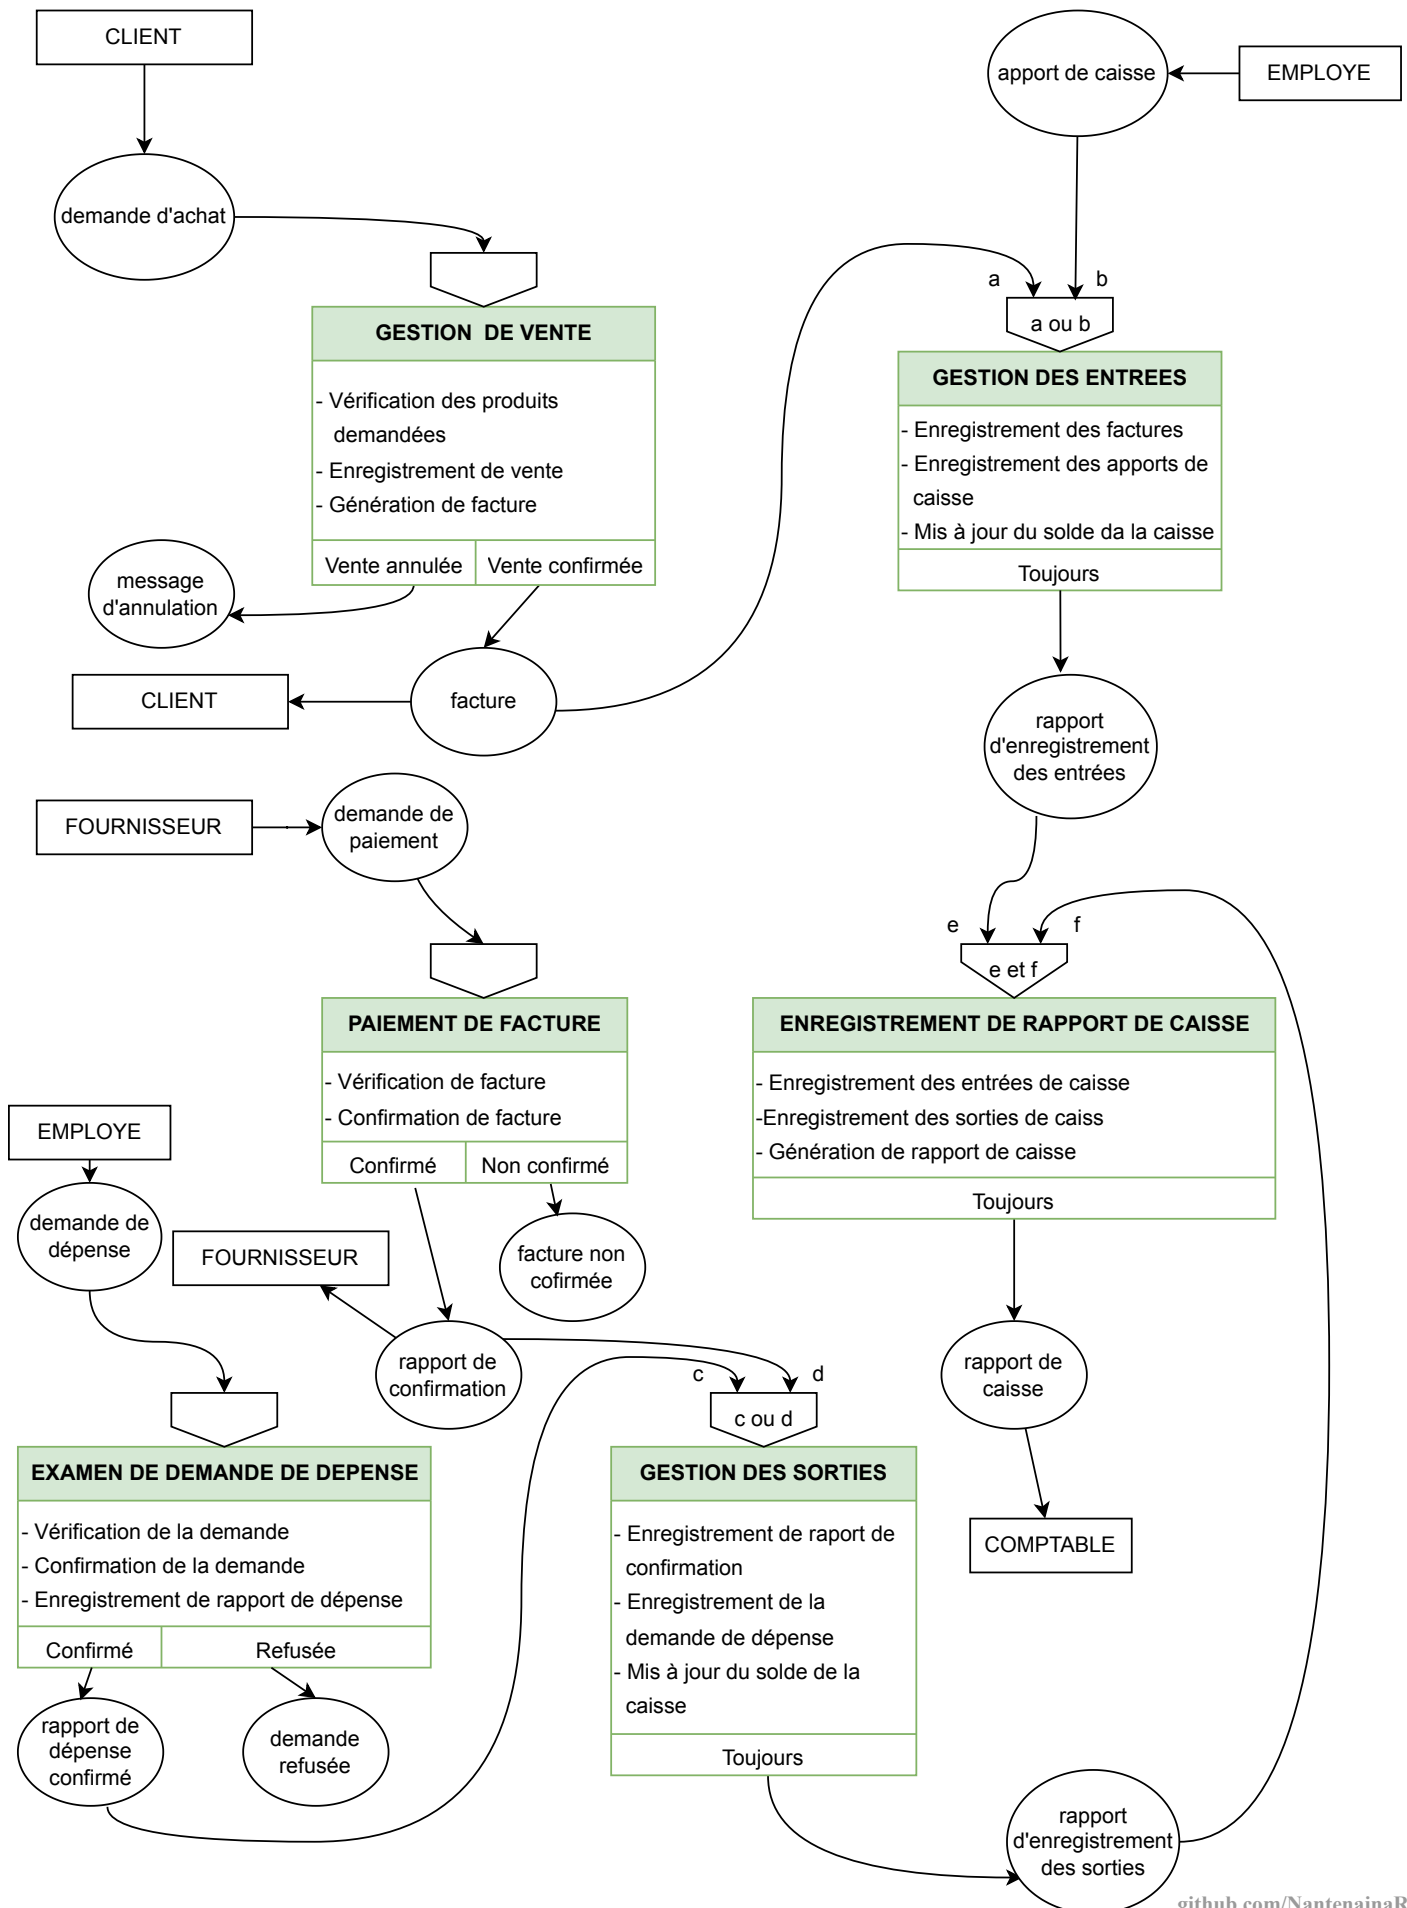 CLIENT
apport de caisse
EMPLOYE
demande d'achat
a
b
a ou b
GESTION DE VENTE
- Vérification des produits
demandées
- Enregistrement de vente
- Génération de facture
Vente annulée
Vente confirmée
GESTION DES ENTREES
- Enregistrement des factures
- Enregistrement des apports de
caisse
- Mis à jour du solde da la caisse
Toujours
message
d'annulation
CLIENT
facture
rapport
d'enregistrement
des entrées
FOURNISSEUR
demande de
paiement
e
f
e et f
PAIEMENT DE FACTURE
- Vérification de facture
- Confirmation de facture
Confirmé
Non confirmé
ENREGISTREMENT DE RAPPORT DE CAISSE
- Enregistrement des entrées de caisse
-Enregistrement des sorties de caiss
- Génération de rapport de caisse
Toujours
EMPLOYE
demande de
dépense
FOURNISSEUR
facture non
cofirmée
rapport de
confirmation
c
d
c ou d
rapport de
caisse
EXAMEN DE DEMANDE DE DEPENSE
- Vérification de la demande
- Confirmation de la demande
- Enregistrement de rapport de dépense
Confirmé
Refusée
GESTION DES SORTIES
- Enregistrement de raport de
confirmation
- Enregistrement de la
demande de dépense
- Mis à jour du solde de la
caisse
Toujours
COMPTABLE
rapport de
dépense
confirmé
demande
refusée
rapport
d'enregistrement
des sorties
github.com/NantenainaR